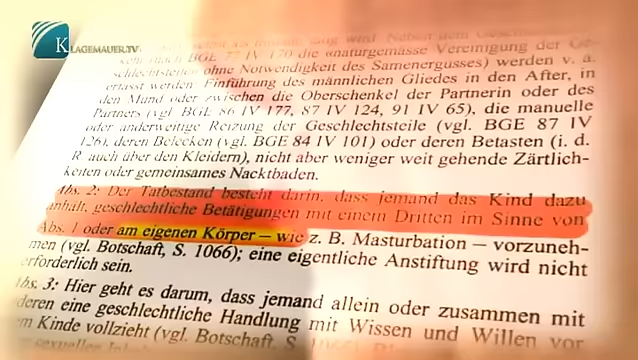 KLAGEMAUER.TV
nach BGE 77 IV 170 die «naturgemässe Vereinigung der Ge-
schlechtsteile ohne Notwendigkeit des Samenergusses) werden v. a.
erfasst werden: Einführung des männlichen Gliedes in den After, in
den Mund oder zwischen die Oberschenkel der Partnerin oder des
Partners (vgl. BGE 86 IV 177, 87 IV 124, 91 IV 65), die manuelle
oder anderweitige Reizung der Geschlechtsteile (vgl. BGE 87 IV
126), deren Belecken (vgl. BGE 84 IV 101) oder deren Betasten (i. d.
R. auch über den Kleidern), nicht aber weniger weit gehende Zärtlich-
keiten oder gemeinsames Nacktbaden.
Abs. 2: Der Tatbestand besteht darin, dass jemand das Kind dazu
anhält, geschlechtliche Betätigungen mit einem Dritten im Sinne von
Abs. 1 oder am eigenen Körper – wie z. B. Masturbation – vorzuneh-
men (vgl. Botschaft, S. 1066); eine eigentliche Anstiftung wird nicht
erforderlich sein.
Abs. 3: Hier geht es darum, dass jemand allein oder zusammen mit
anderen eine geschlechtliche Handlung mit Wissen und Willen vor
dem Kinde vollzieht (vgl. Botschaft, S.